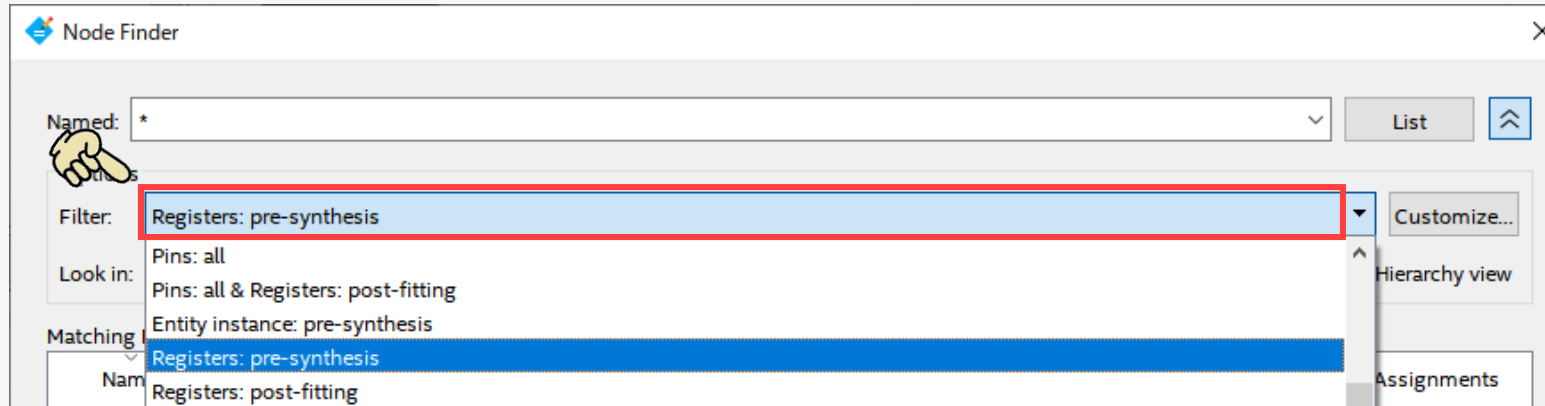 Node Finder
Named: * List
Filter: Registers: pre-synthesis Customize...
Pins: all
Look in: Hierarchy view
Pins: all & Registers: post-fitting
Entity instance: pre-synthesis
Matching
Registers: pre-synthesis
Assignments
Registers: post-fitting